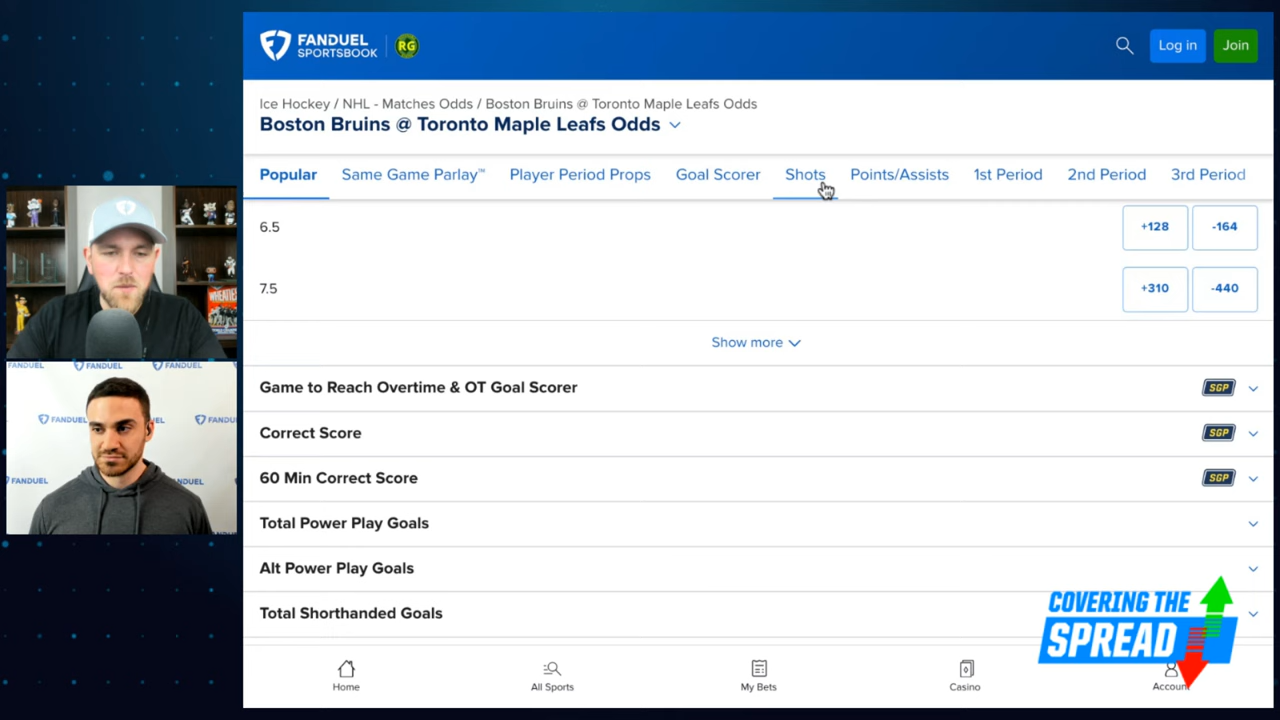 FANDUEL
SPORTSBOOK
RG
Log in
Join
Ice Hockey / NHL - Matches Odds / Boston Bruins @ Toronto Maple Leafs Odds
Boston Bruins @ Toronto Maple Leafs Odds
Popular
Same Game Parlay™
Player Period Props
Goal Scorer
Shots
Points/Assists
1st Period
2nd Period
3rd Period
6.5
+128
-164
7.5
+310
-440
Show more
Game to Reach Overtime & OT Goal Scorer
SGP
Correct Score
SGP
60 Min Correct Score
SGP
Total Power Play Goals
Alt Power Play Goals
Total Shorthanded Goals
Home
All Sports
My Bets
Casino
Account
COVERING THE
SPREAD
WHEATIES
FANDUEL
FANDUEL
FANDUEL
FANDUEL
FANDU
FANDUEL
NDUEL